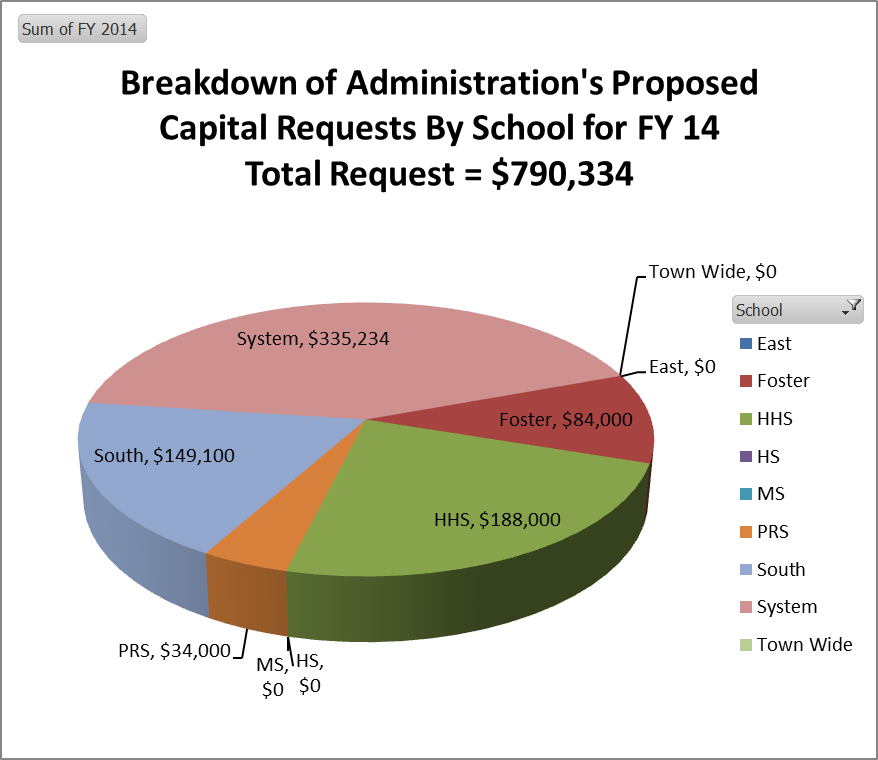 Sum of FY 2014
Breakdown of Administration's Proposed
Capital Requests By School for FY 14
Total Request = $790,334
Town Wide, $0
School
System, $335,234
East
East, $0
Foster
Foster, $84,000
HHS
South, $149,100
HS
MS
HHS, $188,000
PRS
South
System
Town Wide
PRS, $34,000
MS,
$0
HS,
$0